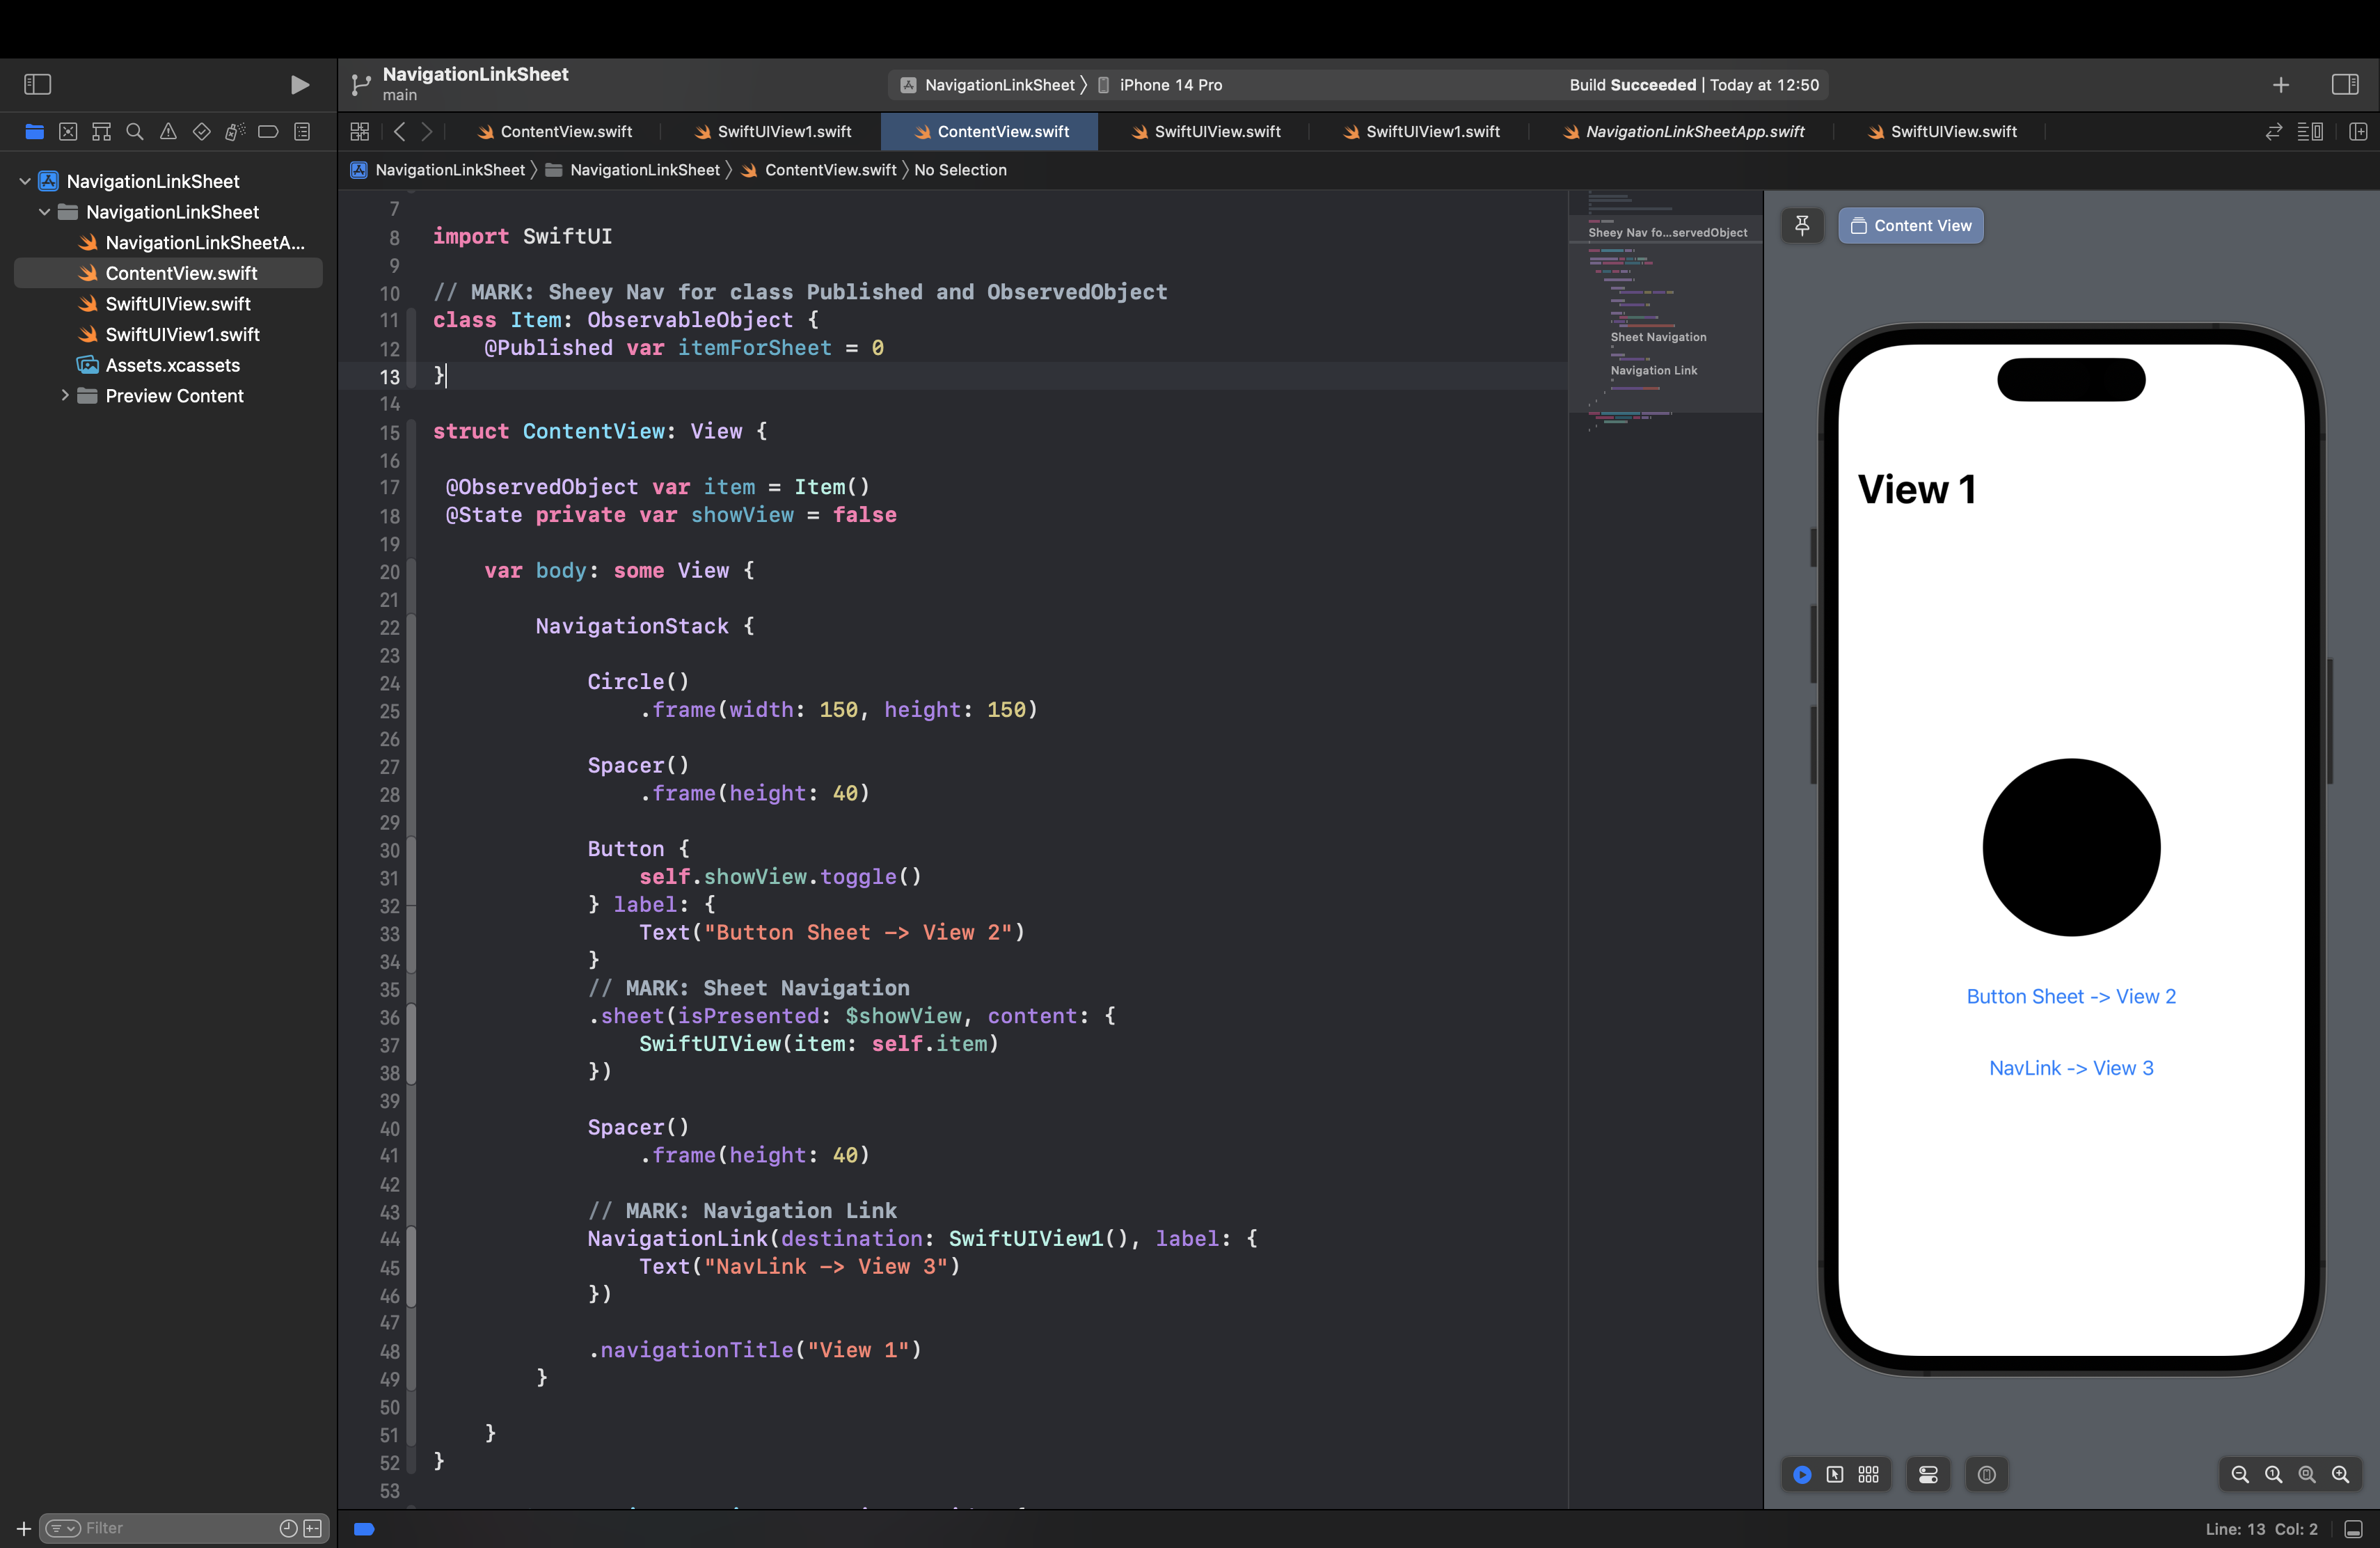 NavigationLinkSheet
main
NavigationLinkSheet 〉 iPhone 14 Pro
Build Succeeded | Today at 12:50
ContentView.swift
SwiftUIView1.swift
ContentView.swift
SwiftUIView.swift
SwiftUIView1.swift
NavigationLinkSheetApp.swift
SwiftUIView.swift
NavigationLinkSheet 〉 NavigationLinkSheet 〉 ContentView.swift 〉 No Selection
NavigationLinkSheet
NavigationLinkSheet
NavigationLinkSheetA...
ContentView.swift
SwiftUIView.swift
SwiftUIView1.swift
Assets.xcassets
Preview Content
Filter
7
8 import SwiftUI
9
10 // MARK: Sheey Nav for class Published and ObservedObject
11 class Item: ObservableObject {
12 @Published var itemForSheet = 0
13 }
14
15 struct ContentView: View {
16
17 @ObservedObject var item = Item()
18 @State private var showView = false
19
20 var body: some View {
21
22 NavigationStack {
23
24 Circle()
25 .frame(width: 150, height: 150)
26
27 Spacer()
28 .frame(height: 40)
29
30 Button {
31 self.showView.toggle()
32 } label: {
33 Text("Button Sheet -> View 2")
34 }
35 // MARK: Sheet Navigation
36 .sheet(isPresented: $showView, content: {
37 SwiftUIView(item: self.item)
38 })
39
40 Spacer()
41 .frame(height: 40)
42
43 // MARK: Navigation Link
44 NavigationLink(destination: SwiftUIView1(), label: {
45 Text("NavLink -> View 3")
46 })
47
48 .navigationTitle("View 1")
49 }
50
51 }
52 }
53
Sheey Nav fo...servedObject
Sheet Navigation
Navigation Link
Content View
View 1
Button Sheet -> View 2
NavLink -> View 3
Line: 13 Col: 2